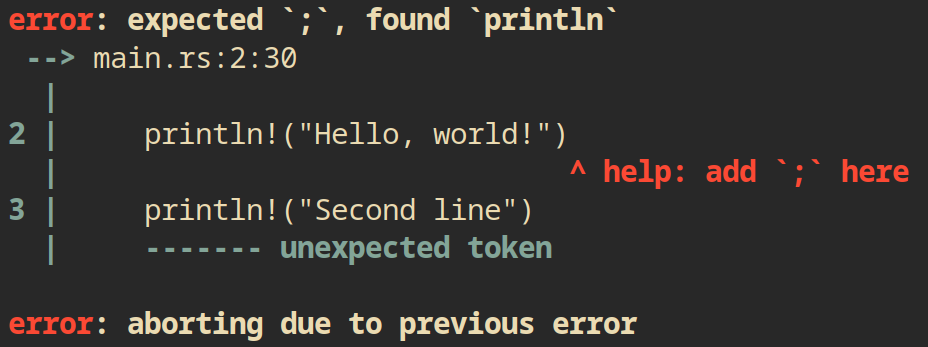 error: expected `;`, found `println`
 --> main.rs:2:30
  |
2 |     println!("Hello, world!")
  |                              ^ help: add `;` here
3 |     println!("Second line")
  |     ------- unexpected token

error: aborting due to previous error